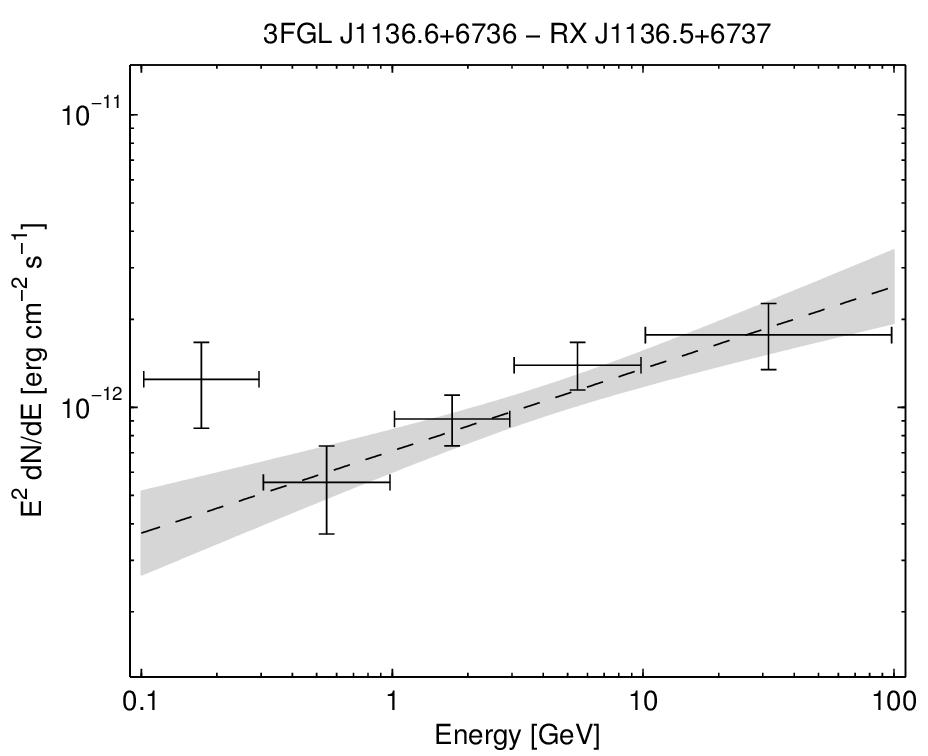 3FGL J1136.6+6736 − RX J1136.5+6737
10⁻¹¹
10⁻¹²
E² dN/dE [erg cm⁻² s⁻¹]
0.1 1 10 100
Energy [GeV]